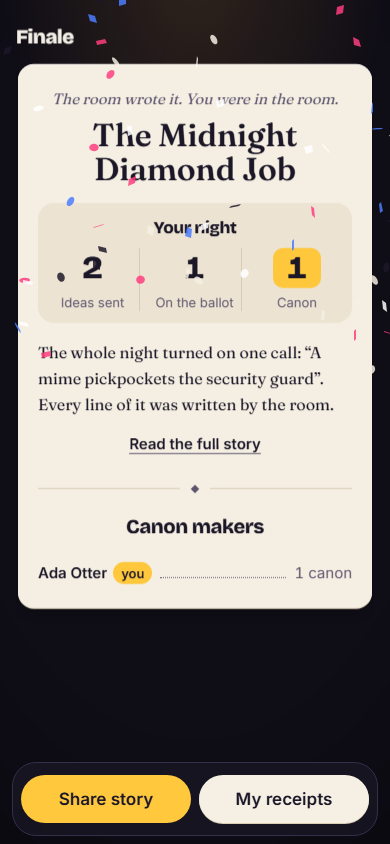 Finale
The room wrote it. You were in the room.
The Midnight
Diamond Job
Your night
2 1 1
Ideas sent On the ballot Canon
The whole night turned on one call: “A
mime pickpockets the security guard”.
Every line of it was written by the room.
Read the full story
Canon makers
Ada Otter you 1 canon
Share story My receipts